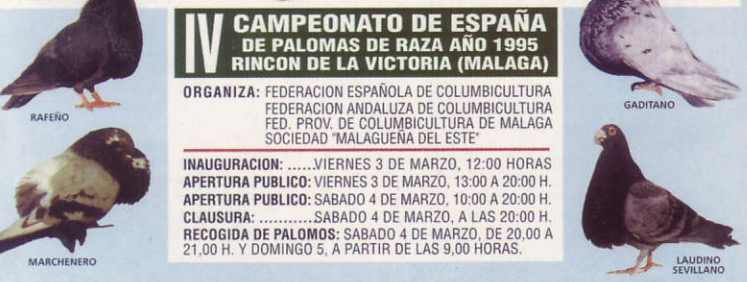 IV CAMPEONATO DE ESPAÑA
DE PALOMAS DE RAZA AÑO 1995
RINCON DE LA VICTORIA (MALAGA)
ORGANIZA: FEDERACION ESPAÑOLA DE COLUMBICULTURA
FEDERACION ANDALUZA DE COLUMBICULTURA
FED. PROV. DE COLUMBICULTURA DE MALAGA
SOCIEDAD "MALAGUEÑA DEL ESTE"
INAUGURACION: ......VIERNES 3 DE MARZO, 12:00 HORAS
APERTURA PUBLICO: VIERNES 3 DE MARZO, 13:00 A 20:00 H.
APERTURA PUBLICO: SABADO 4 DE MARZO, 10:00 A 20:00 H.
CLAUSURA: ............SABADO 4 DE MARZO, A LAS 20:00 H.
RECOGIDA DE PALOMOS: SABADO 4 DE MARZO, DE 20,00 A
21,00 H. Y DOMINGO 5, A PARTIR DE LAS 9,00 HORAS.
RAFEÑO
GADITANO
MARCHENERO
LAUDINO
SEVILLANO